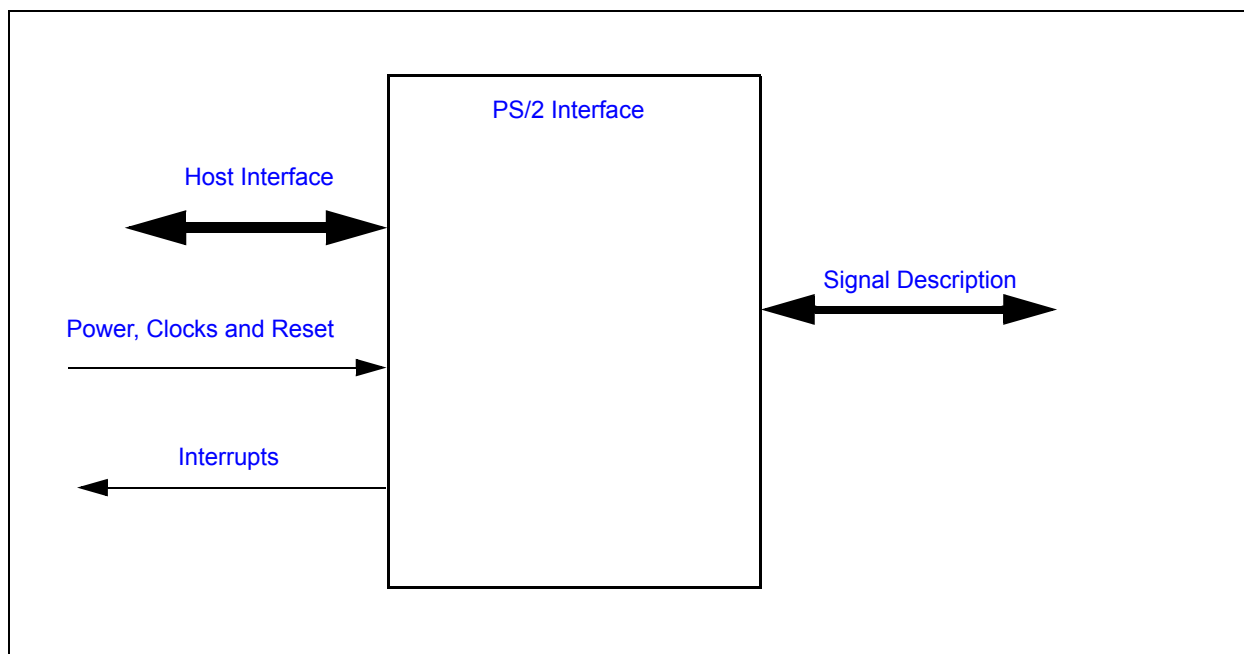 PS/2 Interface
Host Interface
Signal Description
Power, Clocks and Reset
Interrupts